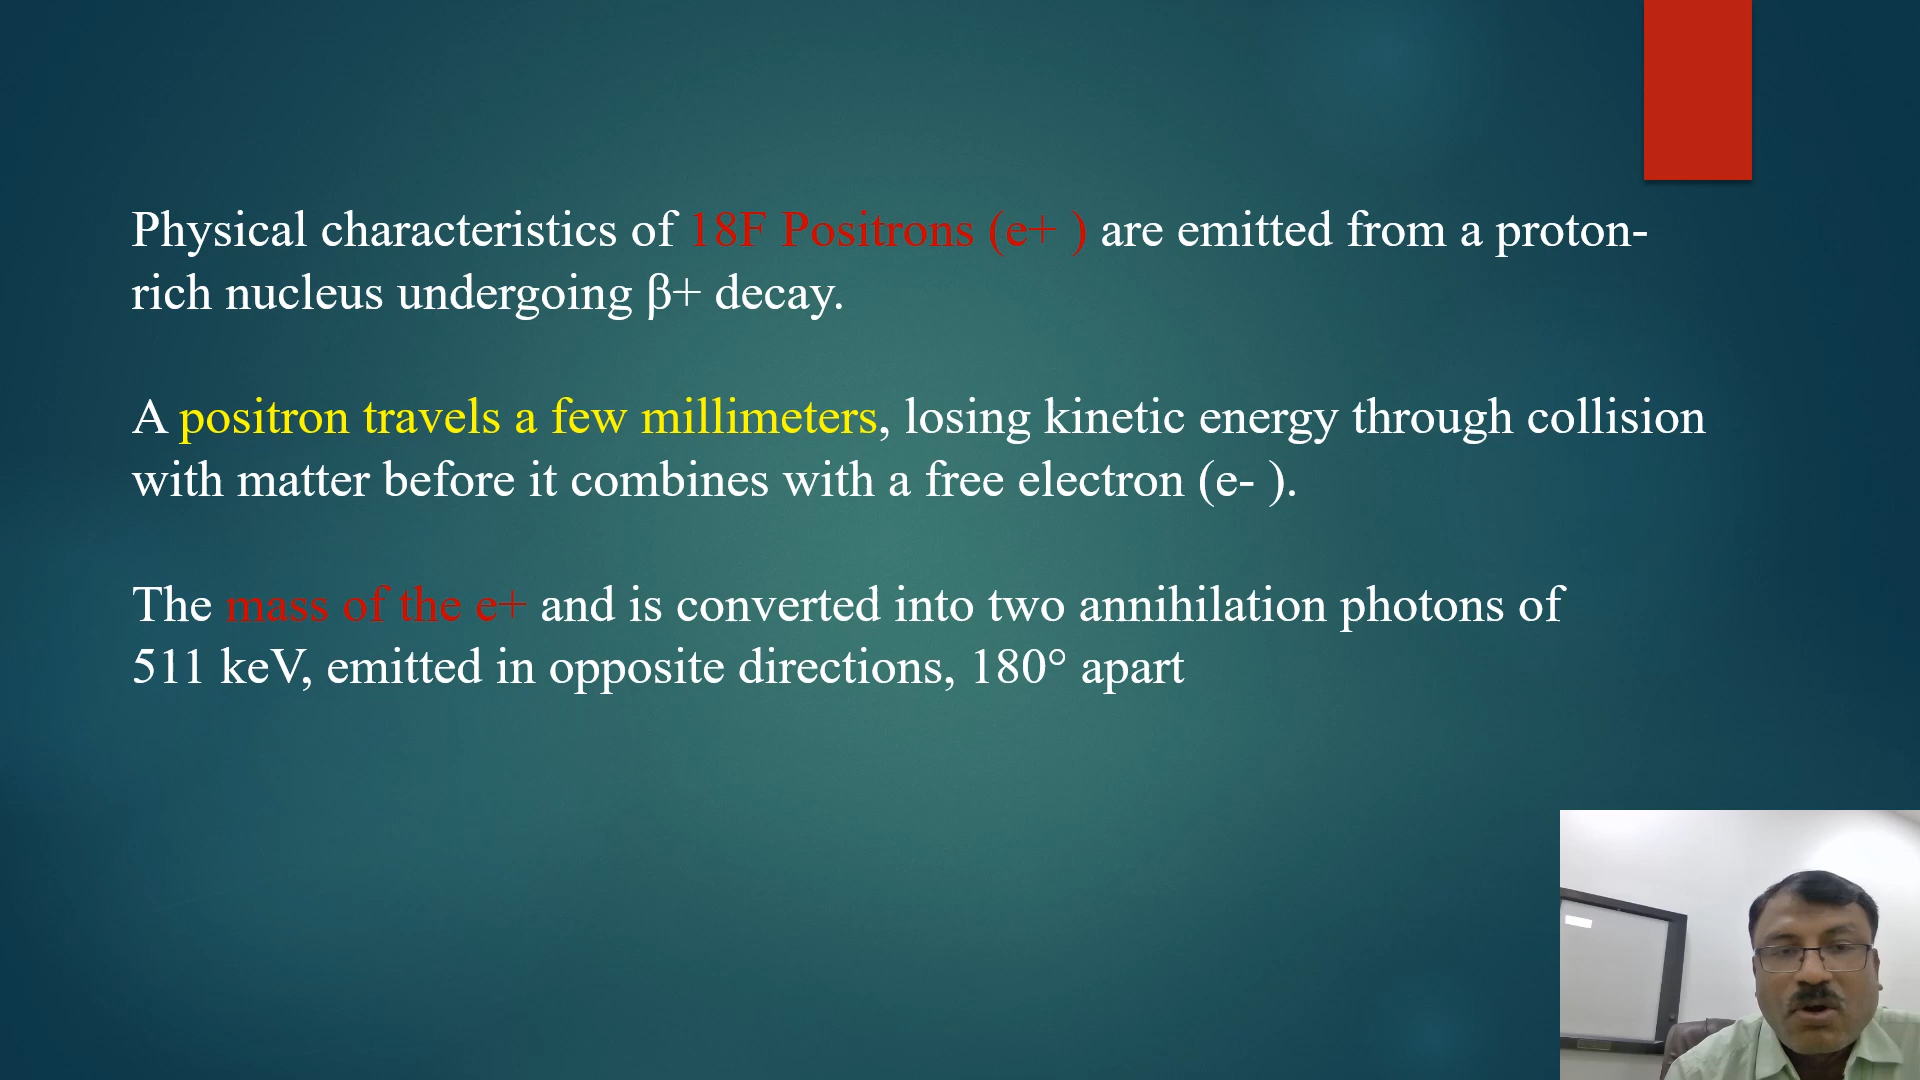 Physical characteristics of 18F Positrons (e+ ) are emitted from a proton-
rich nucleus undergoing β+ decay.
A positron travels a few millimeters, losing kinetic energy through collision
with matter before it combines with a free electron (e- ).
The mass of the e+ and is converted into two annihilation photons of
511 keV, emitted in opposite directions, 180° apart